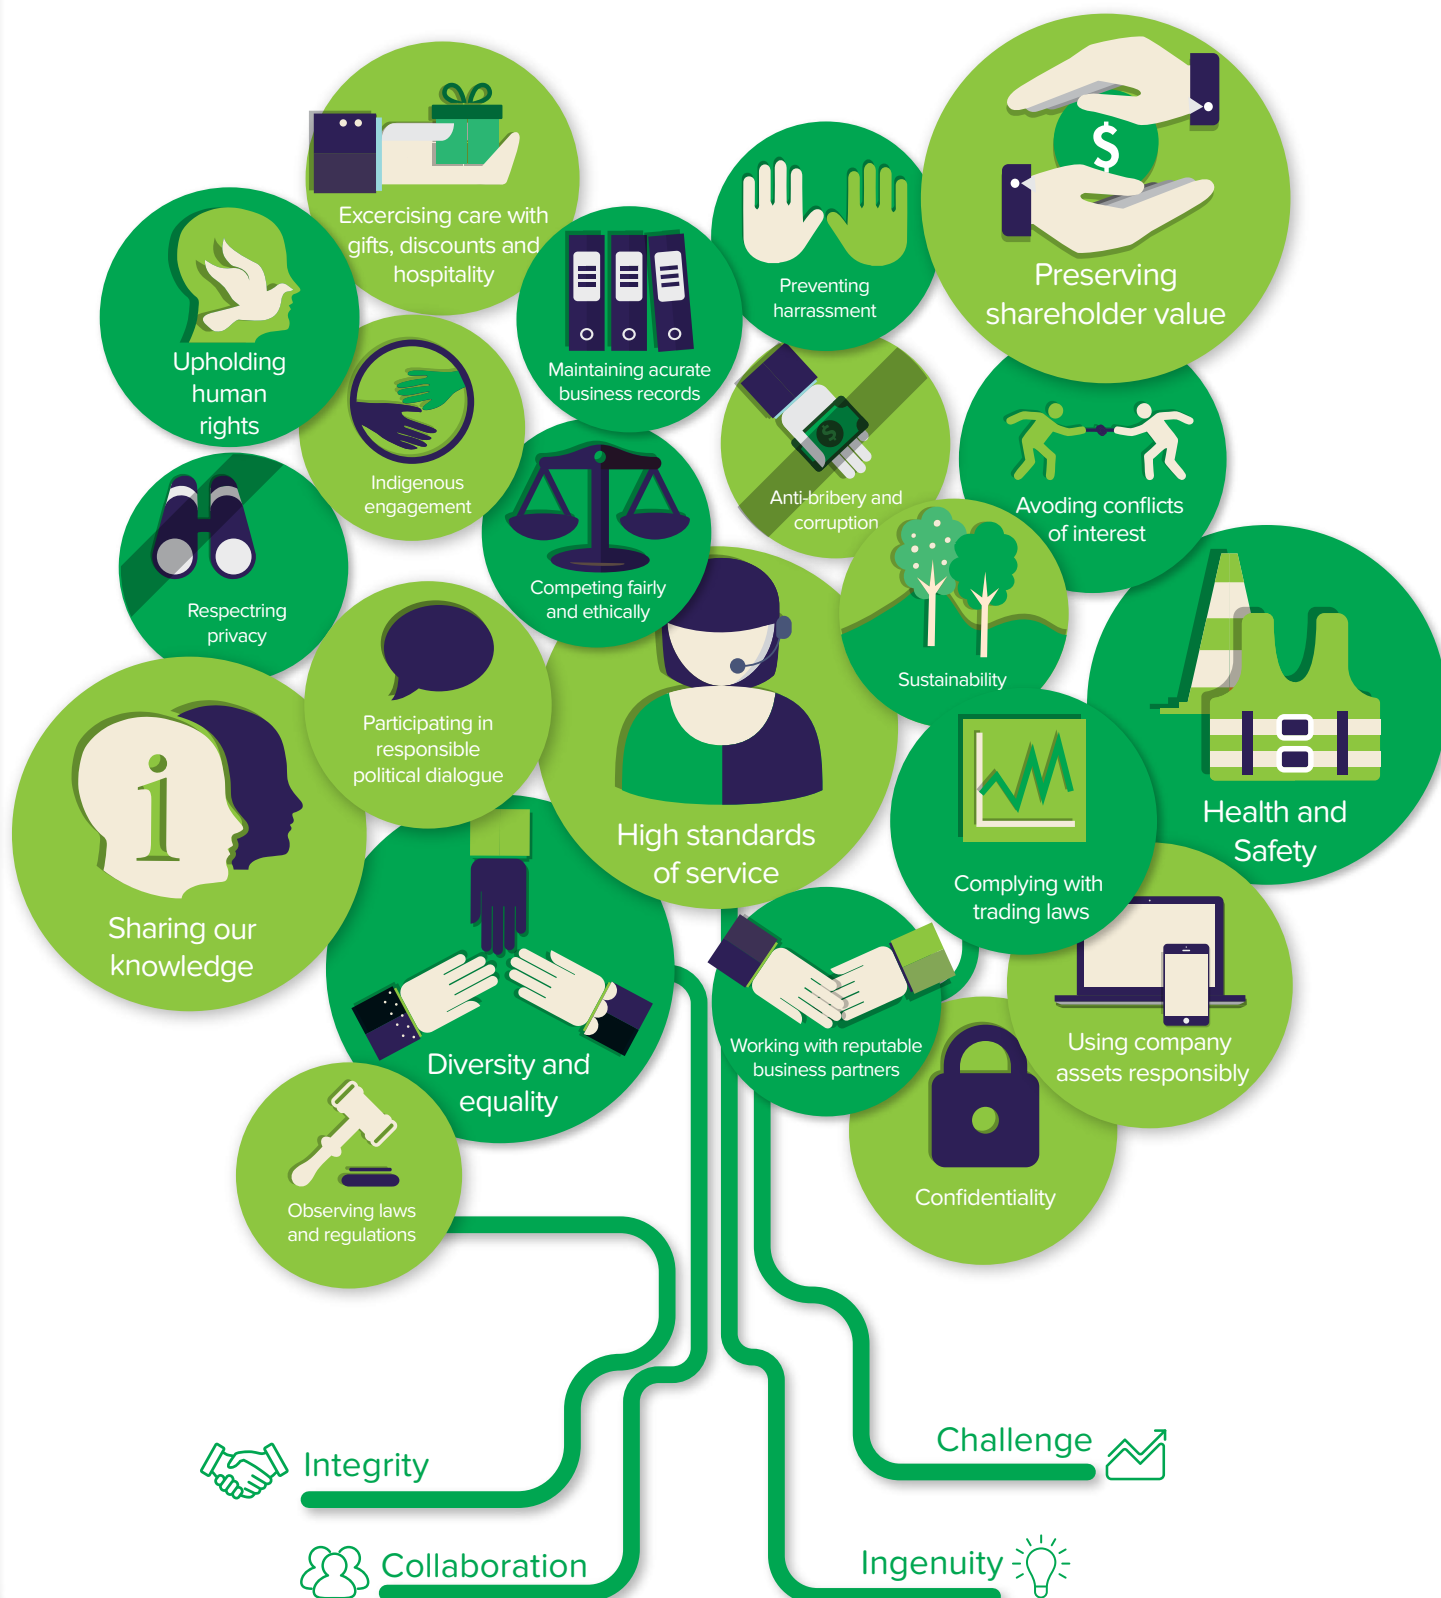 Excercising care with
gifts, discounts and
hospitality
$
Preserving
shareholder value
Preventing
harrassment
Upholding
human
rights
Maintaining acurate
business records
Indigenous
engagement
$
Anti-bribery and
corruption
Avoding conflicts
of interest
Respectring
privacy
Competing fairly
and ethically
Sustainability
Participating in
responsible
political dialogue
High standards
of service
Health and
Safety
i
Sharing our
knowledge
Complying with
trading laws
Diversity and
equality
Working with reputable
business partners
Using company
assets responsibly
Observing laws
and regulations
Confidentiality
Challenge
Integrity
Collaboration
Ingenuity